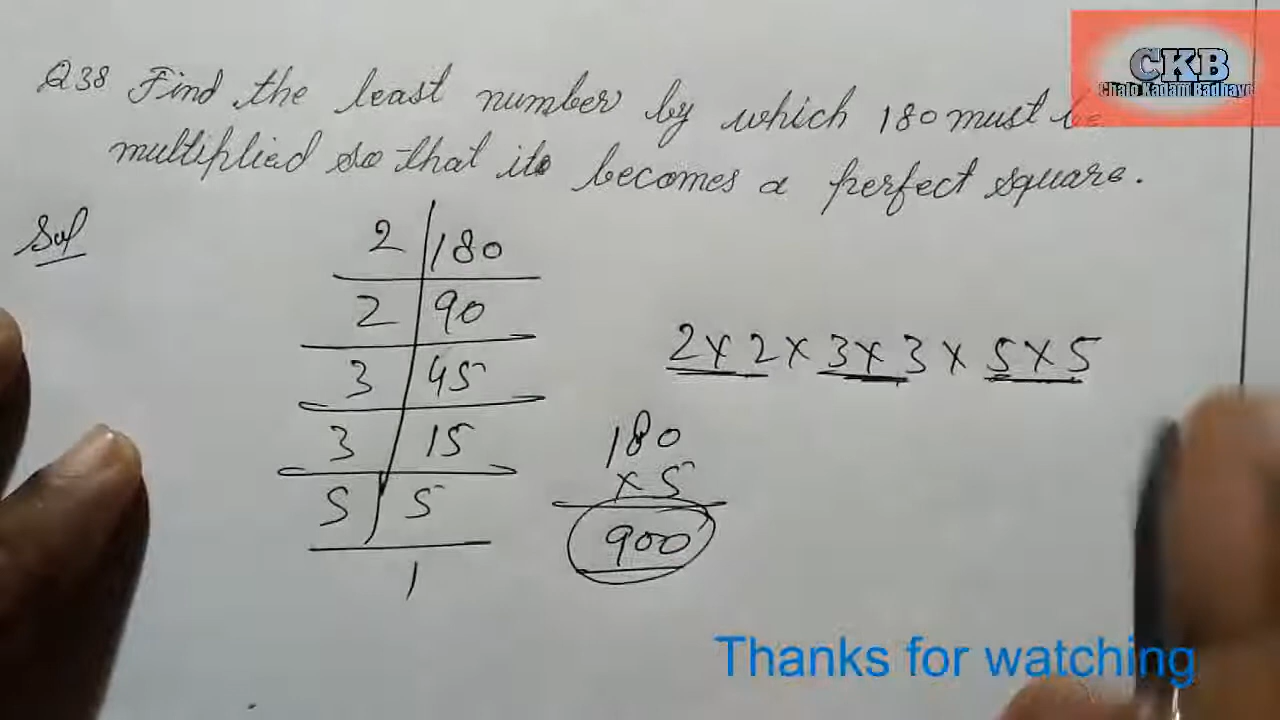 Q38 Find the least number by which 180 must be
multiplied so that its becomes a perfect square.
Sol
2 180
2 90
3 45
3 15
5 5
1
2 x 2 x 3 x 3 x 5 x 5
180
x 5
900
CKB
Chalo Kadam Badhaye
Thanks for watching